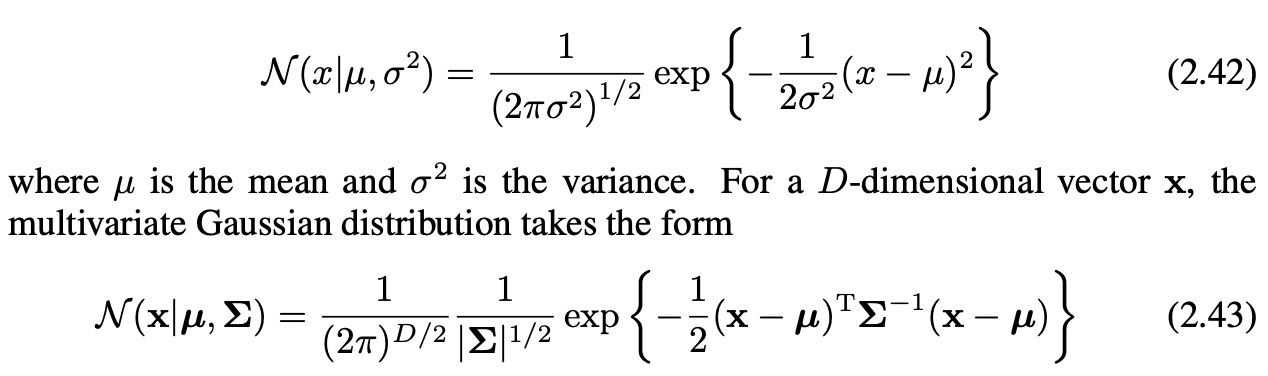 𝒩(x|μ, σ²) = 1/(2πσ²)^{1/2} exp{−1/(2σ²) (x − μ)²} (2.42)
where μ is the mean and σ² is the variance. For a D-dimensional vector 𝐱, the
multivariate Gaussian distribution takes the form
𝒩(𝐱|𝛍, 𝚺) = 1/(2π)^{D/2} 1/|𝚺|^{1/2} exp{−1/2 (𝐱 − 𝛍)^T 𝚺^{−1} (𝐱 − 𝛍)} (2.43)